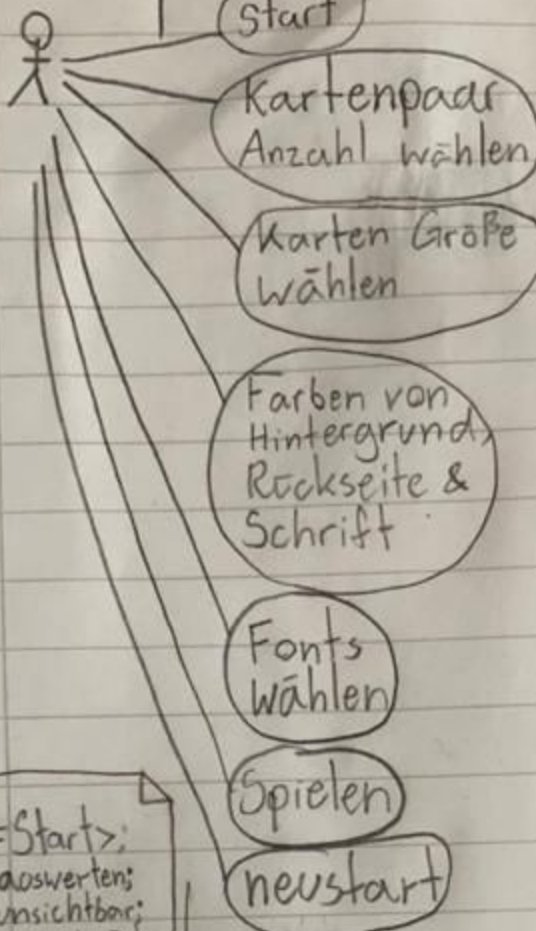 Start
Kartenpaar
Anzahl wählen
Karten Größe
wählen
Farben von
Hintergrund,
Rückseite &
Schrift
Fonts
wählen
Spielen
neustart
=Start>;
auswerten;
unsichtbar;